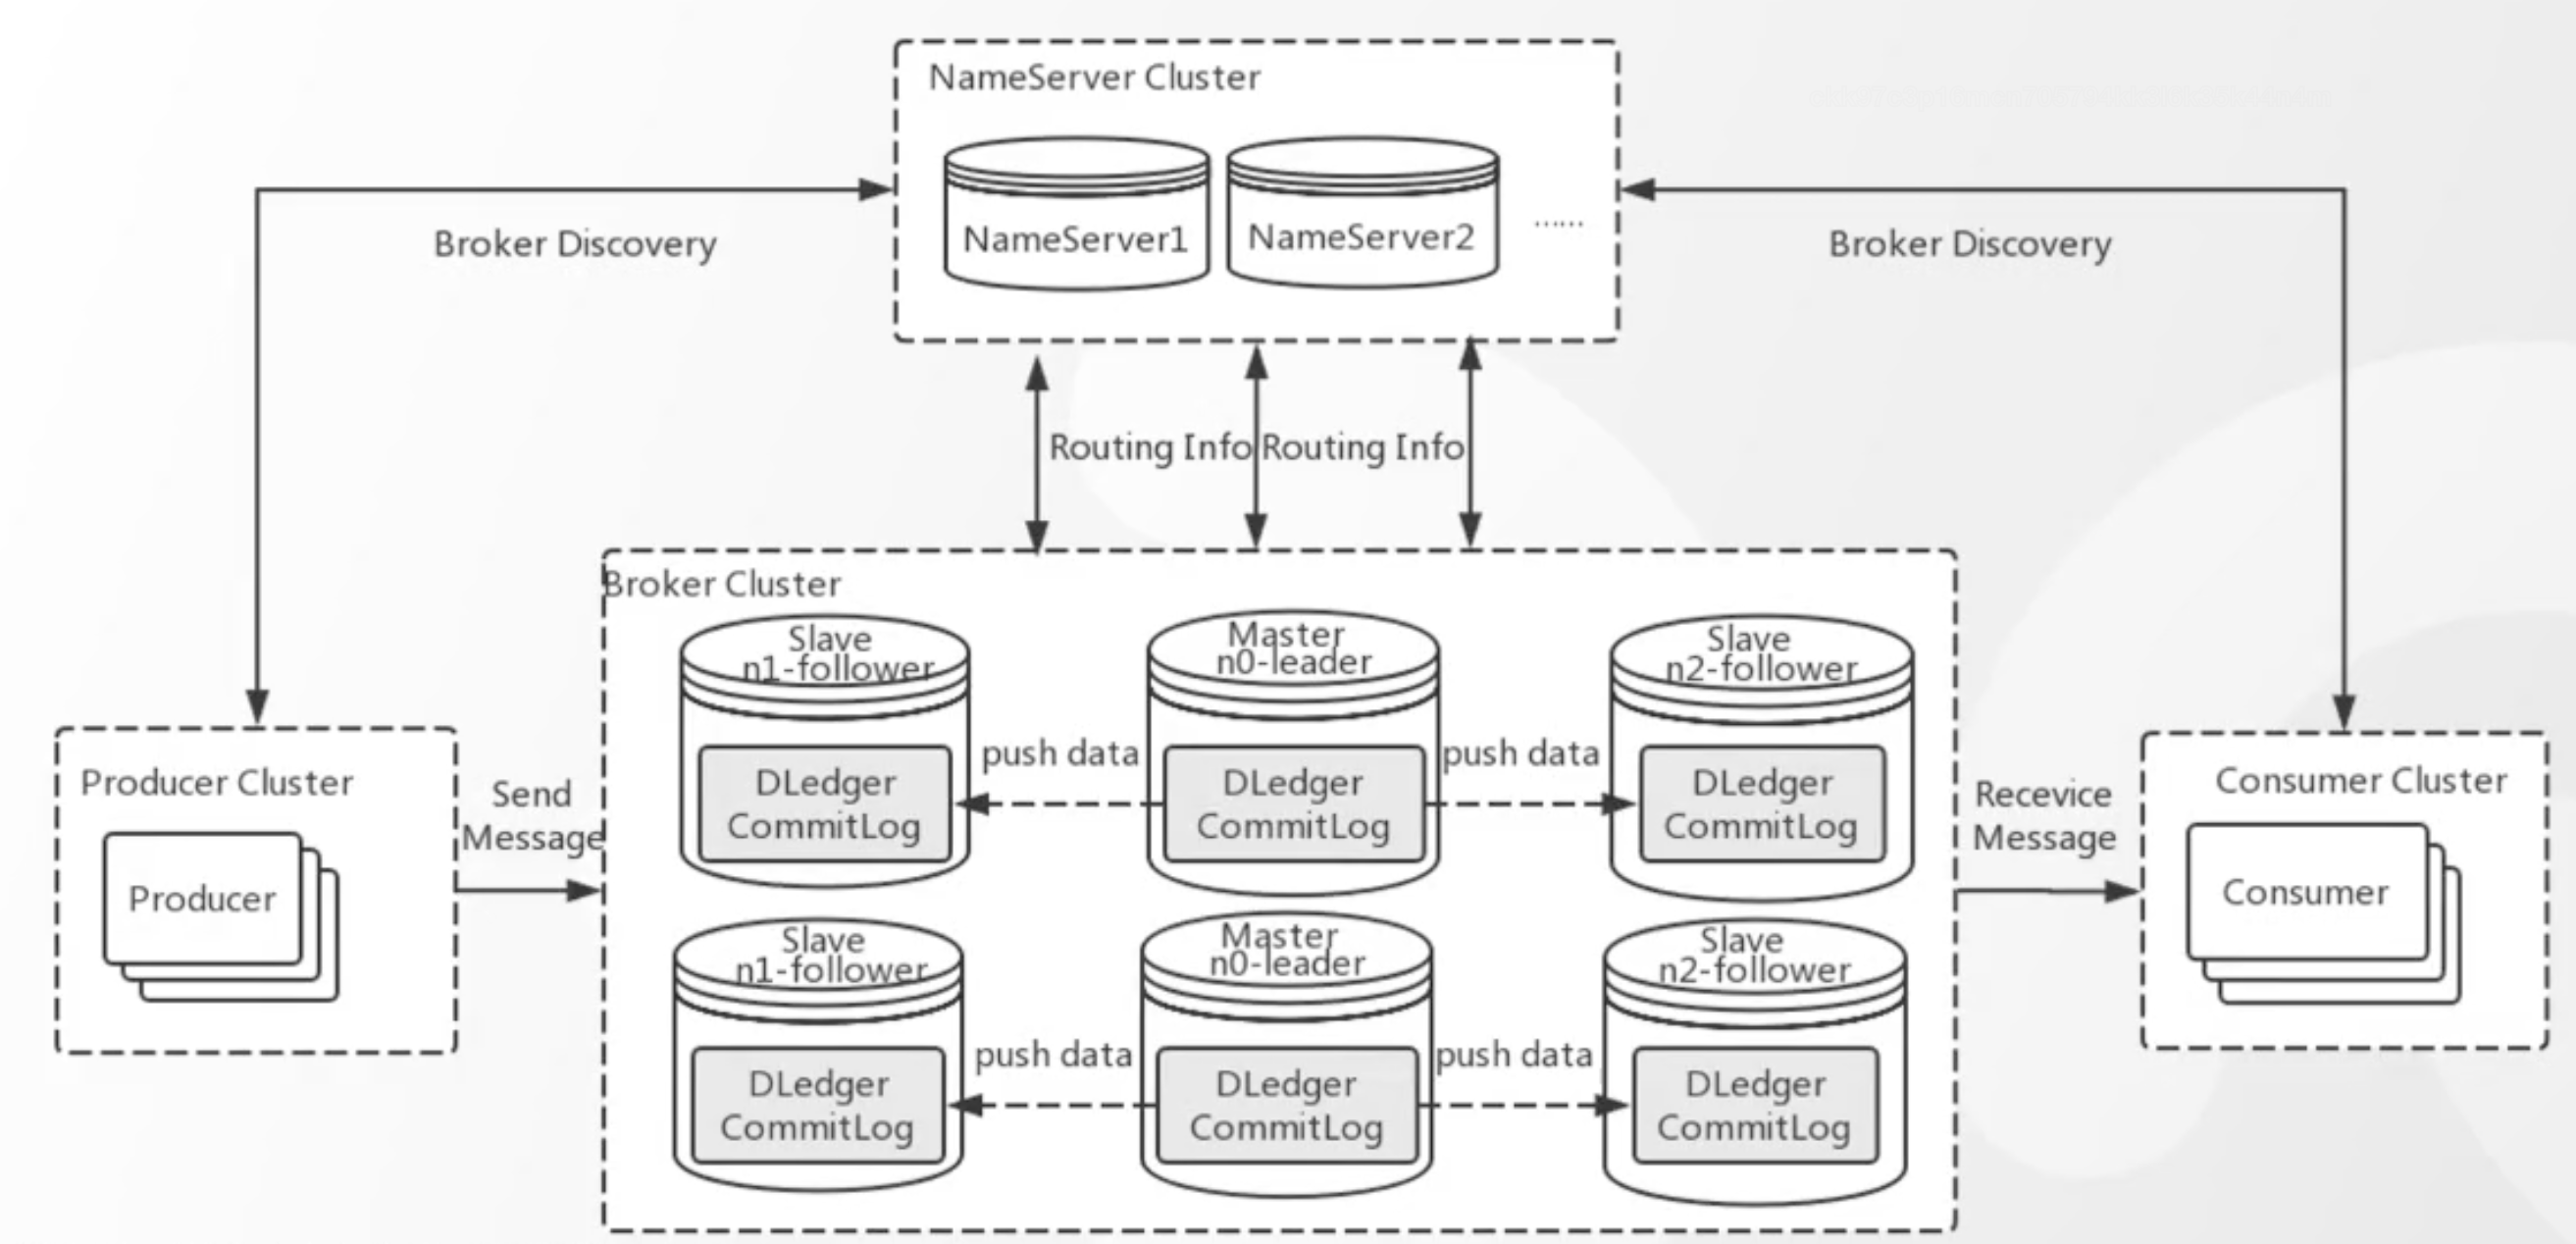 NameServer Cluster
NameServer1
NameServer2
......
Broker Discovery
Broker Discovery
Routing Info
Routing Info
Broker Cluster
Slave
n1-follower
Master
n0-leader
Slave
n2-follower
DLedger
CommitLog
push data
DLedger
CommitLog
push data
DLedger
CommitLog
Producer Cluster
Producer
Send
Message
Recevice
Message
Consumer Cluster
Consumer
Slave
n1-follower
Master
n0-leader
Slave
n2-follower
DLedger
CommitLog
push data
DLedger
CommitLog
push data
DLedger
CommitLog